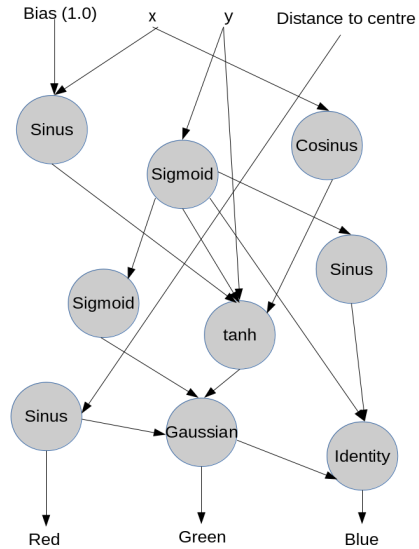 Bias (1.0)
x
y
Distance to centre
Sinus
Cosinus
Sigmoid
Sinus
Sigmoid
tanh
Sinus
Gaussian
Identity
Red
Green
Blue